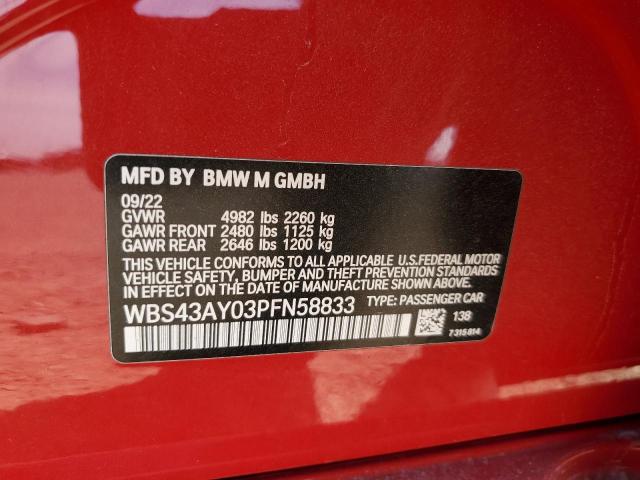 MFD BY BMW M GMBH
09/22
GVWR 4982 lbs 2260 kg
GAWR FRONT 2480 lbs 1125 kg
GAWR REAR 2646 lbs 1200 kg
THIS VEHICLE CONFORMS TO ALL APPLICABLE U.S.FEDERAL MOTOR
VEHICLE SAFETY, BUMPER AND THEFT PREVENTION STANDARDS
IN EFFECT ON THE DATE OF MANUFACTURE SHOWN ABOVE.
WBS43AY03PFN58833 TYPE: PASSENGER CAR
138
7315814